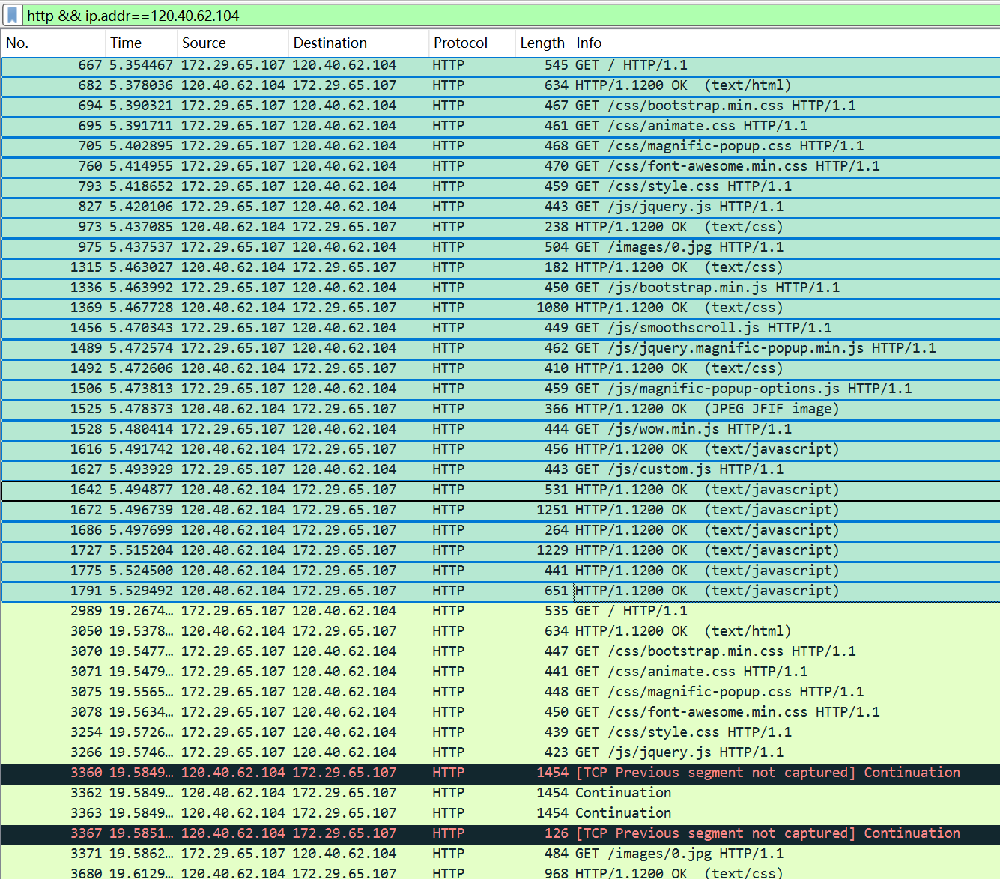 http && ip.addr==120.40.62.104
No. Time Source Destination Protocol Length Info
667 5.354467 172.29.65.107 120.40.62.104 HTTP 545 GET / HTTP/1.1
682 5.378036 120.40.62.104 172.29.65.107 HTTP 634 HTTP/1.1200 OK (text/html)
694 5.390321 172.29.65.107 120.40.62.104 HTTP 467 GET /css/bootstrap.min.css HTTP/1.1
695 5.391711 172.29.65.107 120.40.62.104 HTTP 461 GET /css/animate.css HTTP/1.1
705 5.402895 172.29.65.107 120.40.62.104 HTTP 468 GET /css/magnific-popup.css HTTP/1.1
760 5.414955 172.29.65.107 120.40.62.104 HTTP 470 GET /css/font-awesome.min.css HTTP/1.1
793 5.418652 172.29.65.107 120.40.62.104 HTTP 459 GET /css/style.css HTTP/1.1
827 5.420106 172.29.65.107 120.40.62.104 HTTP 443 GET /js/jquery.js HTTP/1.1
973 5.437085 120.40.62.104 172.29.65.107 HTTP 238 HTTP/1.1200 OK (text/css)
975 5.437537 172.29.65.107 120.40.62.104 HTTP 504 GET /images/0.jpg HTTP/1.1
1315 5.463027 120.40.62.104 172.29.65.107 HTTP 182 HTTP/1.1200 OK (text/css)
1336 5.463992 172.29.65.107 120.40.62.104 HTTP 450 GET /js/bootstrap.min.js HTTP/1.1
1369 5.467728 120.40.62.104 172.29.65.107 HTTP 1080 HTTP/1.1200 OK (text/css)
1456 5.470343 172.29.65.107 120.40.62.104 HTTP 449 GET /js/smoothscroll.js HTTP/1.1
1489 5.472574 172.29.65.107 120.40.62.104 HTTP 462 GET /js/jquery.magnific-popup.min.js HTTP/1.1
1492 5.472606 120.40.62.104 172.29.65.107 HTTP 410 HTTP/1.1200 OK (text/css)
1506 5.473813 172.29.65.107 120.40.62.104 HTTP 459 GET /js/magnific-popup-options.js HTTP/1.1
1525 5.478373 120.40.62.104 172.29.65.107 HTTP 366 HTTP/1.1200 OK (JPEG JFIF image)
1528 5.480414 172.29.65.107 120.40.62.104 HTTP 444 GET /js/wow.min.js HTTP/1.1
1616 5.491742 120.40.62.104 172.29.65.107 HTTP 456 HTTP/1.1200 OK (text/javascript)
1627 5.493929 172.29.65.107 120.40.62.104 HTTP 443 GET /js/custom.js HTTP/1.1
1642 5.494877 120.40.62.104 172.29.65.107 HTTP 531 HTTP/1.1200 OK (text/javascript)
1672 5.496739 120.40.62.104 172.29.65.107 HTTP 1251 HTTP/1.1200 OK (text/javascript)
1686 5.497699 120.40.62.104 172.29.65.107 HTTP 264 HTTP/1.1200 OK (text/javascript)
1727 5.515204 120.40.62.104 172.29.65.107 HTTP 1229 HTTP/1.1200 OK (text/javascript)
1775 5.524500 120.40.62.104 172.29.65.107 HTTP 441 HTTP/1.1200 OK (text/javascript)
1791 5.529492 120.40.62.104 172.29.65.107 HTTP 651 HTTP/1.1200 OK (text/javascript)
2989 19.2674… 172.29.65.107 120.40.62.104 HTTP 535 GET / HTTP/1.1
3050 19.5378… 120.40.62.104 172.29.65.107 HTTP 634 HTTP/1.1200 OK (text/html)
3070 19.5477… 172.29.65.107 120.40.62.104 HTTP 447 GET /css/bootstrap.min.css HTTP/1.1
3071 19.5479… 172.29.65.107 120.40.62.104 HTTP 441 GET /css/animate.css HTTP/1.1
3075 19.5565… 172.29.65.107 120.40.62.104 HTTP 448 GET /css/magnific-popup.css HTTP/1.1
3078 19.5634… 172.29.65.107 120.40.62.104 HTTP 450 GET /css/font-awesome.min.css HTTP/1.1
3254 19.5726… 172.29.65.107 120.40.62.104 HTTP 439 GET /css/style.css HTTP/1.1
3266 19.5746… 172.29.65.107 120.40.62.104 HTTP 423 GET /js/jquery.js HTTP/1.1
3360 19.5849… 120.40.62.104 172.29.65.107 HTTP 1454 [TCP Previous segment not captured] Continuation
3362 19.5849… 120.40.62.104 172.29.65.107 HTTP 1454 Continuation
3363 19.5849… 120.40.62.104 172.29.65.107 HTTP 1454 Continuation
3367 19.5851… 120.40.62.104 172.29.65.107 HTTP 126 [TCP Previous segment not captured] Continuation
3371 19.5862… 172.29.65.107 120.40.62.104 HTTP 484 GET /images/0.jpg HTTP/1.1
3680 19.6129… 120.40.62.104 172.29.65.107 HTTP 968 HTTP/1.1200 OK (text/css)